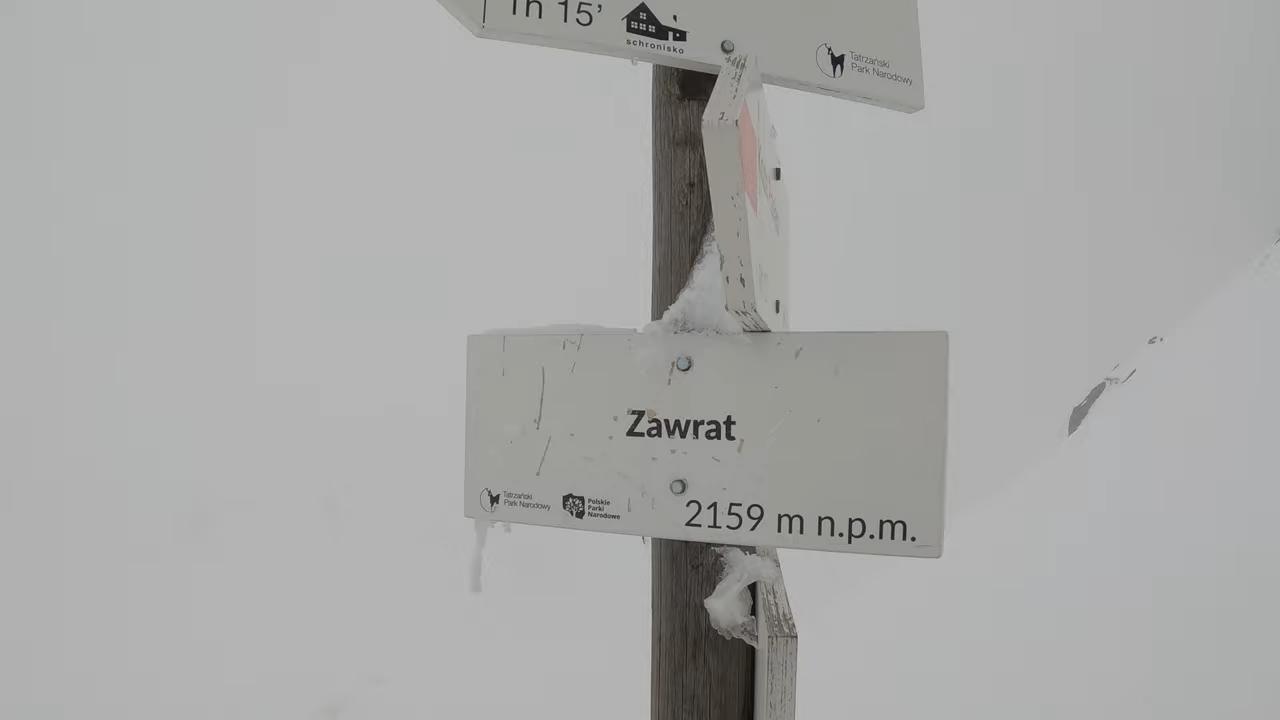 1h 15’
schronisko
Tatrzański
Park Narodowy
Zawrat
Tatrzański
Park Narodowy
Polskie
Parki
Narodowe
2159 m n.p.m.